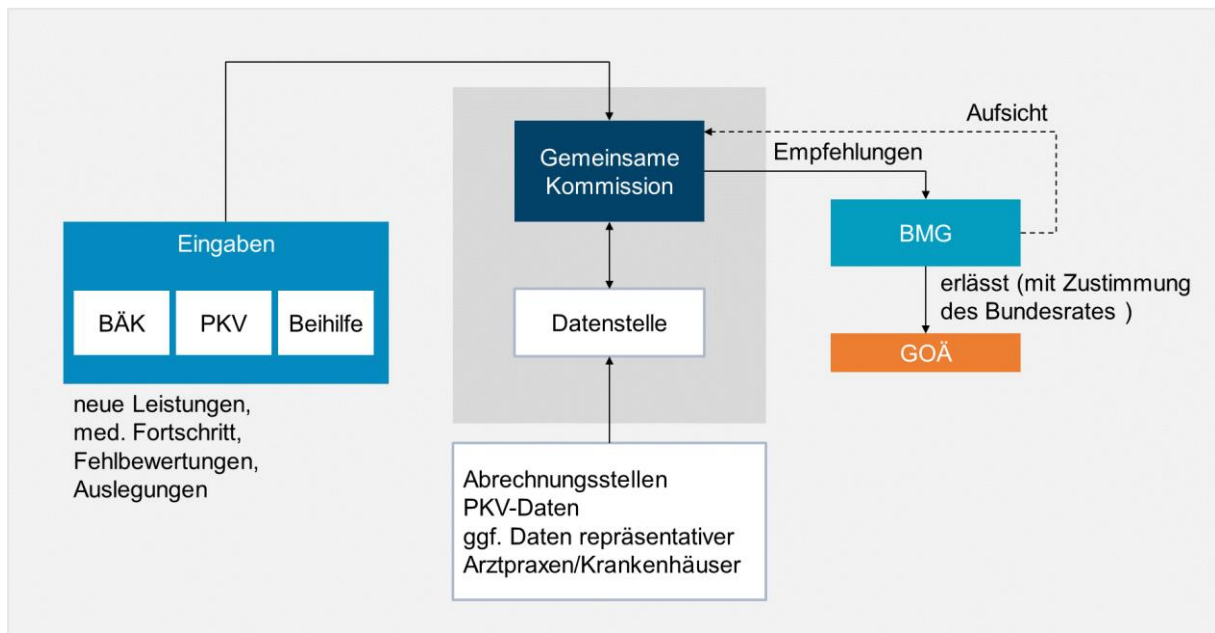 Eingaben
BÄK
PKV
Beihilfe
neue Leistungen,
med. Fortschritt,
Fehlbewertungen,
Auslegungen
Gemeinsame
Kommission
Datenstelle
Abrechnungsstellen
PKV-Daten
ggf. Daten repräsentativer
Arztpraxen/Krankenhäuser
Aufsicht
Empfehlungen
BMG
erlässt (mit Zustimmung
des Bundesrates )
GOÄ